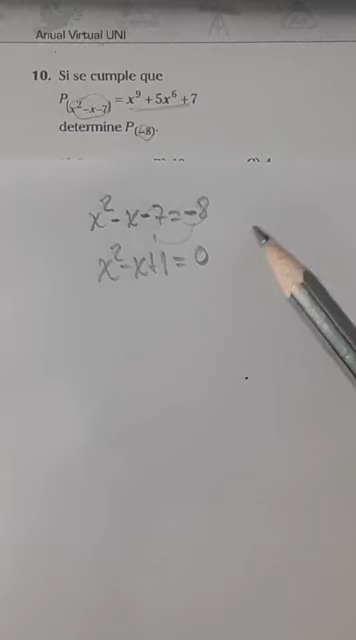 Anual Virtual UNI
10. Si se cumple que
P(x²–x–7) = x⁹ + 5x⁶ + 7
determine P(–8).
x²-x-7=-8
x²-x+1=0